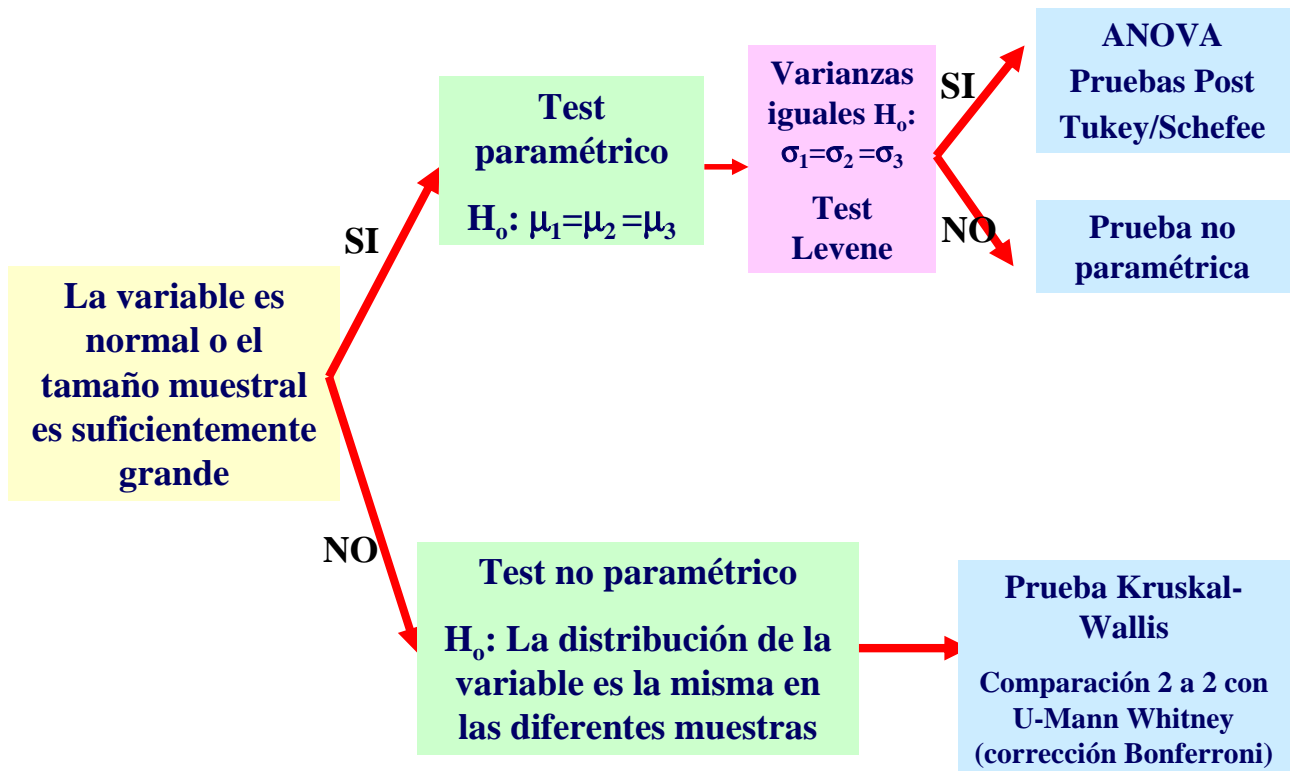 La variable es
normal o el
tamaño muestral
es suficientemente
grande
SI
Test
paramétrico
Ho: μ1=μ2 =μ3
Varianzas
iguales Ho:
σ1=σ2 =σ3
Test
Levene
SI
ANOVA
Pruebas Post
Tukey/Schefee
NO
Prueba no
paramétrica
NO
Test no paramétrico
Ho: La distribución de la
variable es la misma en
las diferentes muestras
Prueba Kruskal-
Wallis
Comparación 2 a 2 con
U-Mann Whitney
(corrección Bonferroni)